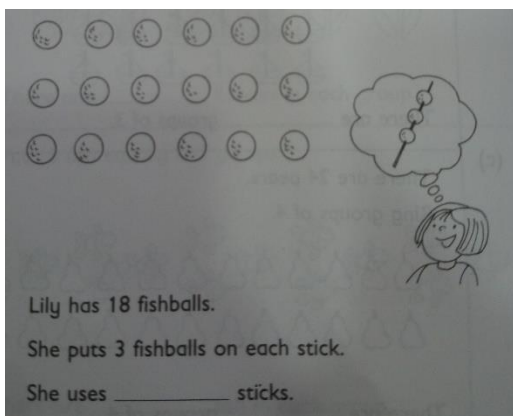 Lily has 18 fishballs.
She puts 3 fishballs on each stick.
She uses __________ sticks.